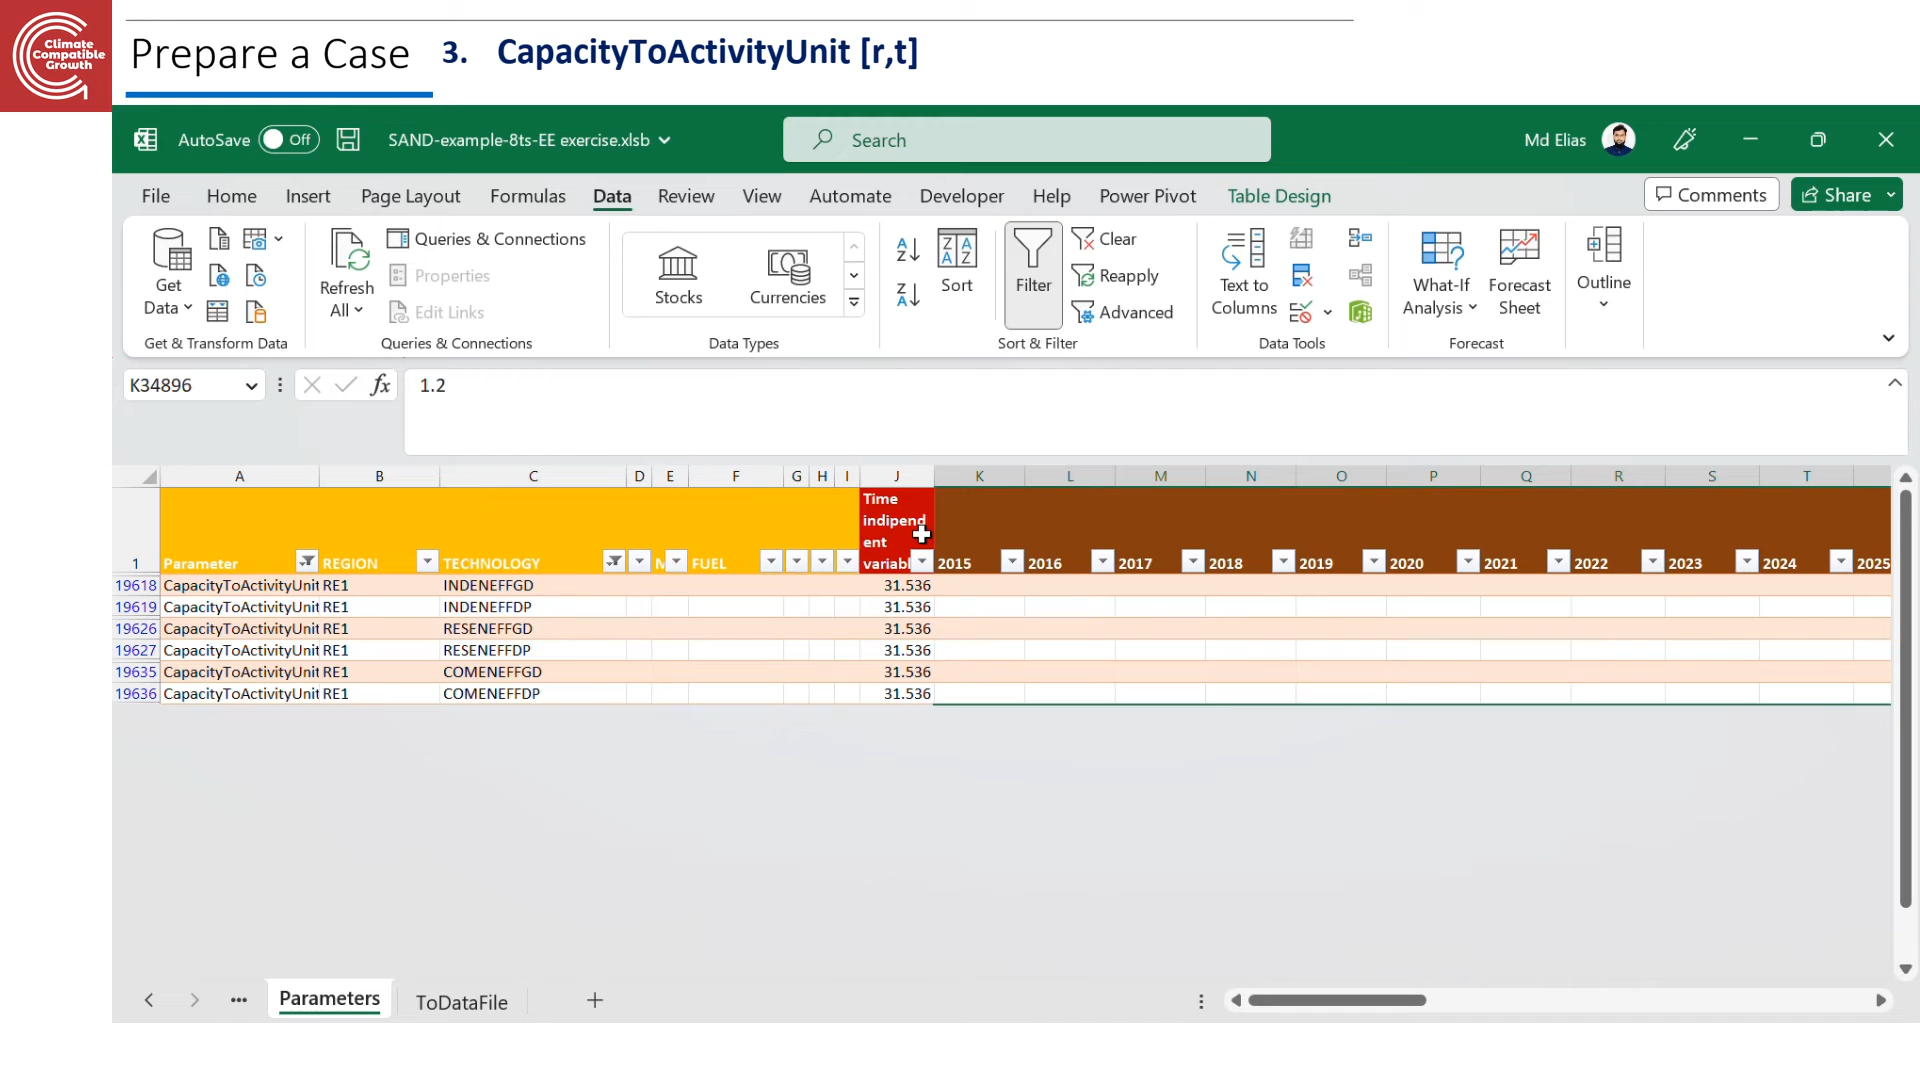 Climate
Compatible
Growth
Prepare a Case
3. CapacityToActivityUnit [r,t]
AutoSave Off SAND-example-8ts-EE exercise.xlsb Search Md Elias
File Home Insert Page Layout Formulas Data Review View Automate Developer Help Power Pivot Table Design Comments Share
Get
Data
Get & Transform Data
Refresh
All
Queries & Connections
Properties
Edit Links
Queries & Connections
Stocks Currencies
Data Types
Sort Filter
Clear
Reapply
Advanced
Sort & Filter
Text to
Columns
Data Tools
What-If
Analysis
Forecast
Sheet
Forecast
Outline
K34896 fx 1.2
A B C D E F G H I J K L M N O P Q R S T
1 Parameter REGION TECHNOLOGY M FUEL
Time
indipend
ent
variabl
2015 2016 2017 2018 2019 2020 2021 2022 2023 2024 2025
19618 CapacityToActivityUnit RE1 INDENEFFGD 31.536
19619 CapacityToActivityUnit RE1 INDENEFFDP 31.536
19626 CapacityToActivityUnit RE1 RESENEFFGD 31.536
19627 CapacityToActivityUnit RE1 RESENEFFDP 31.536
19635 CapacityToActivityUnit RE1 COMENEFFGD 31.536
19636 CapacityToActivityUnit RE1 COMENEFFDP 31.536
Parameters ToDataFile